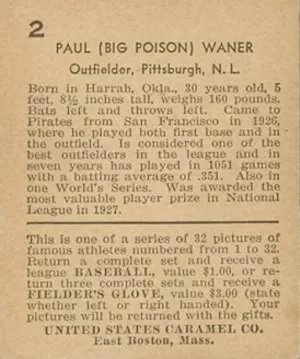 2
PAUL (BIG POISON) WANER
Outfielder, Pittsburgh, N. L.
Born in Harrah, Okla., 30 years old, 5
feet, 8½ inches tall, weighs 160 pounds.
Bats left and throws left. Came to
Pirates from San Francisco in 1926,
where he played both first base and in
the outfield. Is considered one of the
best outfielders in the league and in
seven years has played in 1051 games
with a batting average of .351. Also in
one World's Series. Was awarded the
most valuable player prize in National
League in 1927.
This is one of a series of 32 pictures of
famous athletes numbered from 1 to 32.
Return a complete set and receive a
league BASEBALL, value $1.00, or re-
turn three complete sets and receive a
FIELDER'S GLOVE, value $3.00 (state
whether left or right handed). Your
pictures will be returned with the gifts.
UNITED STATES CARAMEL CO.
East Boston, Mass.